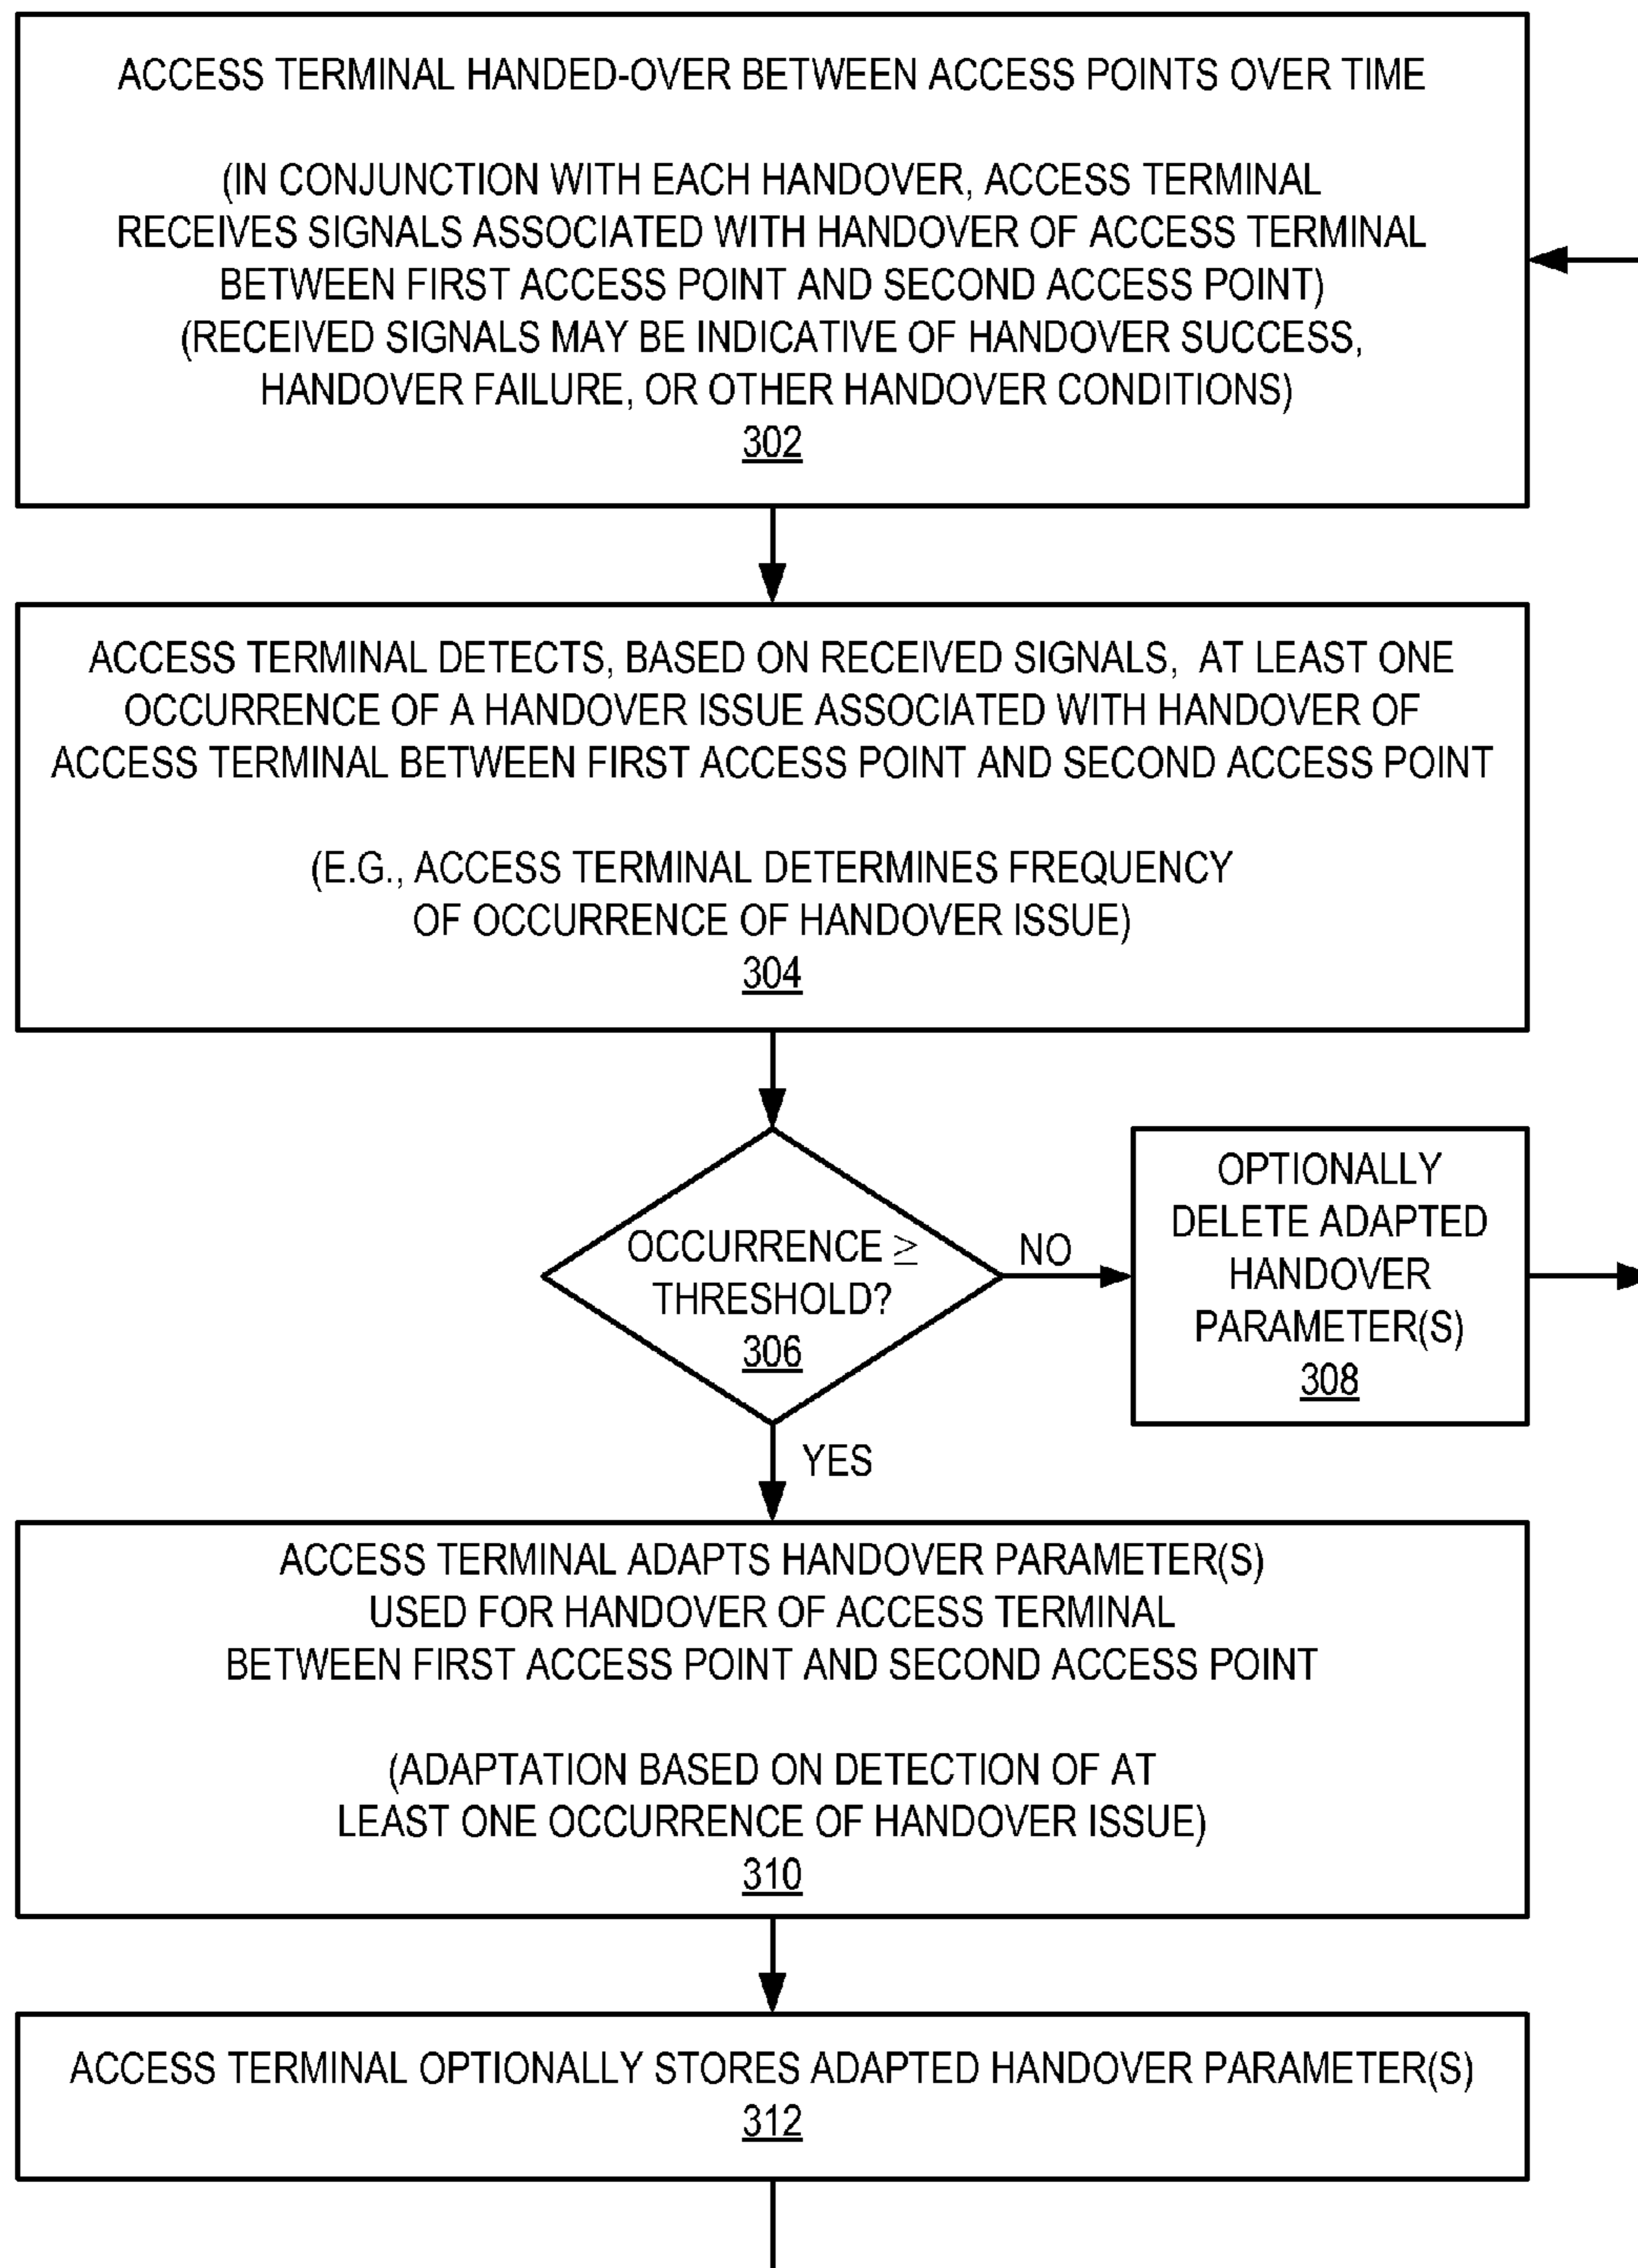 ACCESS TERMINAL HANDED-OVER BETWEEN ACCESS POINTS OVER TIME
(IN CONJUNCTION WITH EACH HANDOVER, ACCESS TERMINAL
RECEIVES SIGNALS ASSOCIATED WITH HANDOVER OF ACCESS TERMINAL
BETWEEN FIRST ACCESS POINT AND SECOND ACCESS POINT)
(RECEIVED SIGNALS MAY BE INDICATIVE OF HANDOVER SUCCESS,
HANDOVER FAILURE, OR OTHER HANDOVER CONDITIONS)
302
ACCESS TERMINAL DETECTS, BASED ON RECEIVED SIGNALS, AT LEAST ONE
OCCURRENCE OF A HANDOVER ISSUE ASSOCIATED WITH HANDOVER OF
ACCESS TERMINAL BETWEEN FIRST ACCESS POINT AND SECOND ACCESS POINT
(E.G., ACCESS TERMINAL DETERMINES FREQUENCY
OF OCCURRENCE OF HANDOVER ISSUE)
304
OCCURRENCE ≥
THRESHOLD?
306
NO
OPTIONALLY
DELETE ADAPTED
HANDOVER
PARAMETER(S)
308
YES
ACCESS TERMINAL ADAPTS HANDOVER PARAMETER(S)
USED FOR HANDOVER OF ACCESS TERMINAL
BETWEEN FIRST ACCESS POINT AND SECOND ACCESS POINT
(ADAPTATION BASED ON DETECTION OF AT
LEAST ONE OCCURRENCE OF HANDOVER ISSUE)
310
ACCESS TERMINAL OPTIONALLY STORES ADAPTED HANDOVER PARAMETER(S)
312